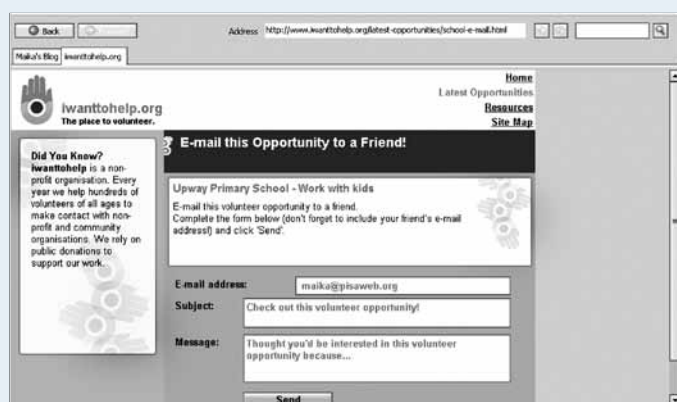 Back
Address http://www.iwanttohelp.org/latest-opportunities/school-e-mail.html
Maika's Blog iwanttohelp.org
Home
Latest Opportunities
Resources
Site Map
iwanttohelp.org
The place to volunteer.
E-mail this Opportunity to a Friend!
Did You Know?
iwanttohelp is a non-
profit organisation. Every
year we help hundreds of
volunteers of all ages to
make contact with non-
profit and community
organisations. We rely on
public donations to
support our work.
Upway Primary School - Work with kids
E-mail this volunteer opportunity to a friend.
Complete the form below (don't forget to include your friend's e-mail
address!) and click 'Send'.
E-mail address: maika@pisaweb.org
Subject: Check out this volunteer opportunity!
Message: Thought you'd be interested in this volunteer
opportunity because...
Send